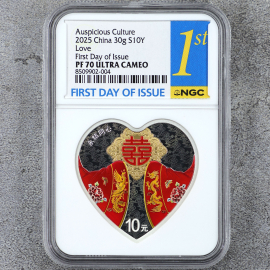 Auspicious Culture
2025 China 30g S10Y
Love
First Day of Issue
PF 70 ULTRA CAMEO
8509902-004
1st
FIRST DAY OF ISSUE
NGC
囍
10元